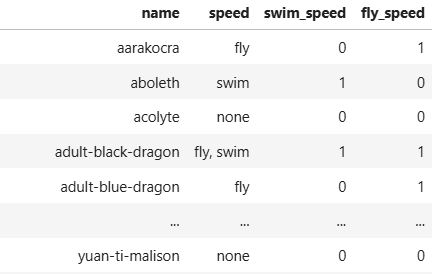 name speed swim_speed fly_speed
aarakocra fly 0 1
aboleth swim 1 0
acolyte none 0 0
adult-black-dragon fly, swim 1 1
adult-blue-dragon fly 0 1
... ... ... ...
yuan-ti-malison none 0 0